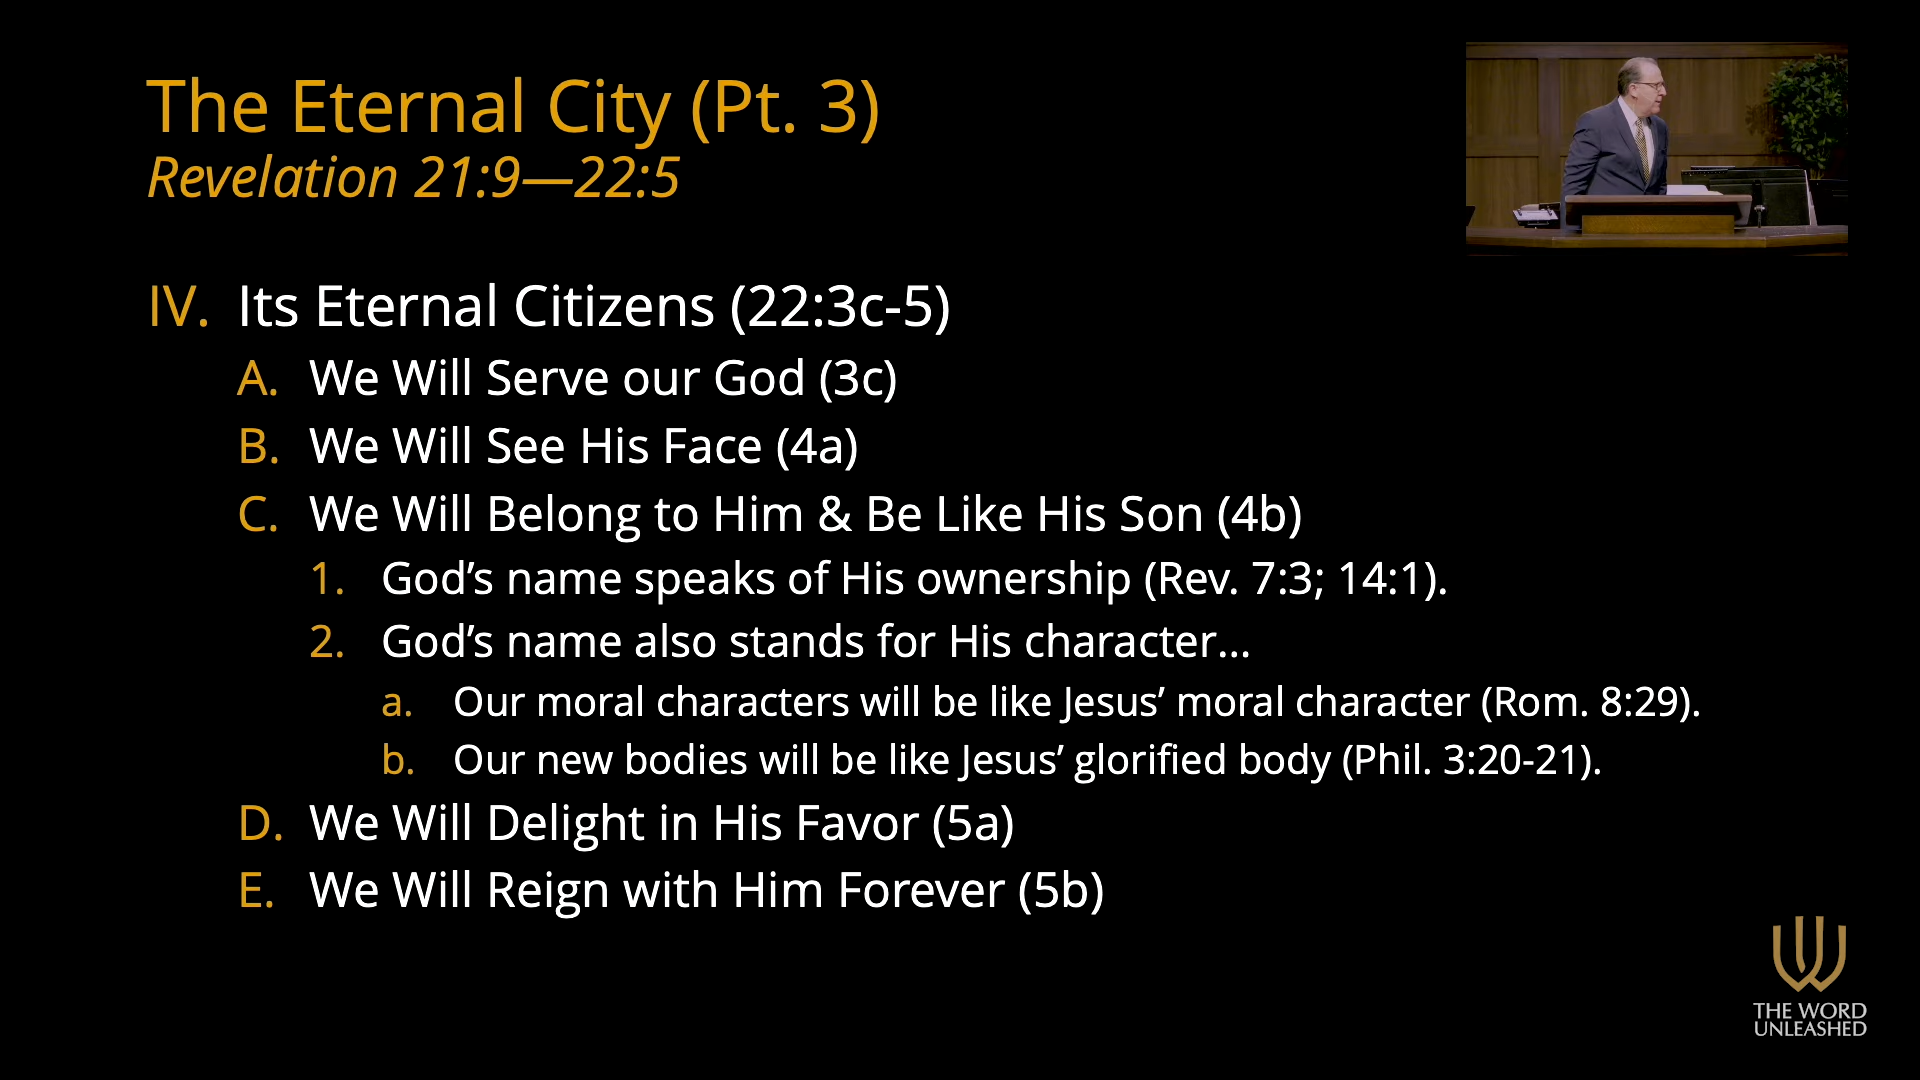 The Eternal City (Pt. 3)
Revelation 21:9—22:5
IV. Its Eternal Citizens (22:3c-5)
A. We Will Serve our God (3c)
B. We Will See His Face (4a)
C. We Will Belong to Him & Be Like His Son (4b)
1. God’s name speaks of His ownership (Rev. 7:3; 14:1).
2. God’s name also stands for His character...
a. Our moral characters will be like Jesus’ moral character (Rom. 8:29).
b. Our new bodies will be like Jesus’ glorified body (Phil. 3:20-21).
D. We Will Delight in His Favor (5a)
E. We Will Reign with Him Forever (5b)
THE WORD
UNLEASHED